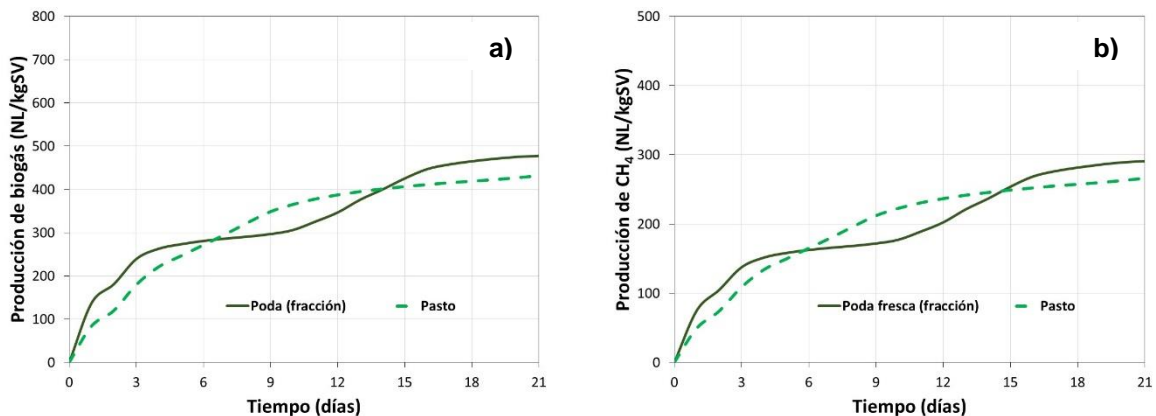 a)
Producción de biogás (NL/kgSV)
800
700
600
500
400
300
200
100
0
Poda (fracción)
Pasto
0 3 6 9 12 15 18 21
Tiempo (días)
b)
Producción de CH₄ (NL/kgSV)
500
400
300
200
100
0
Poda fresca (fracción)
Pasto
0 3 6 9 12 15 18 21
Tiempo (días)